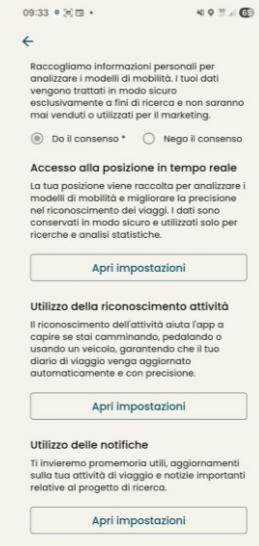 09:33
69
Raccogliamo informazioni personali per
analizzare i modelli di mobilità. I tuoi dati
vengono trattati in modo sicuro
esclusivamente a fini di ricerca e non saranno
mai venduti o utilizzati per il marketing.
Do il consenso * Nego il consenso
Accesso alla posizione in tempo reale
La tua posizione viene raccolta per analizzare i
modelli di mobilità e migliorare la precisione
nel riconoscimento dei viaggi. I dati sono
conservati in modo sicuro e utilizzati solo per
ricerche e analisi statistiche.
Apri impostazioni
Utilizzo della riconoscimento attività
Il riconoscimento dell'attività aiuta l'app a
capire se stai camminando, pedalando o
usando un veicolo, garantendo che il tuo
diario di viaggio venga aggiornato
automaticamente e con precisione.
Apri impostazioni
Utilizzo delle notifiche
Ti invieremo promemoria utili, aggiornamenti
sulla tua attività di viaggio e notizie importanti
relative al progetto di ricerca.
Apri impostazioni